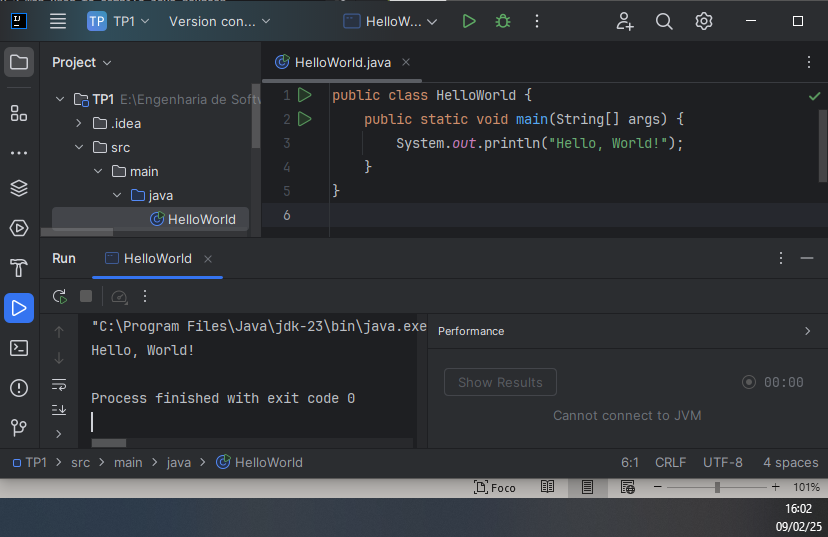 TP TP1 Version con... HelloW...
Project
HelloWorld.java
TP1 E:\Engenharia de Softw
.idea
src
main
java
HelloWorld
1 public class HelloWorld {
2 public static void main(String[] args) {
3 System.out.println("Hello, World!");
4 }
5 }
6
Run HelloWorld
"C:\Program Files\Java\jdk-23\bin\java.exe
Hello, World!
Process finished with exit code 0
Performance
Show Results 00:00
Cannot connect to JVM
TP1 > src > main > java > HelloWorld 6:1 CRLF UTF-8 4 spaces
Foco 101%
16:02
09/02/25